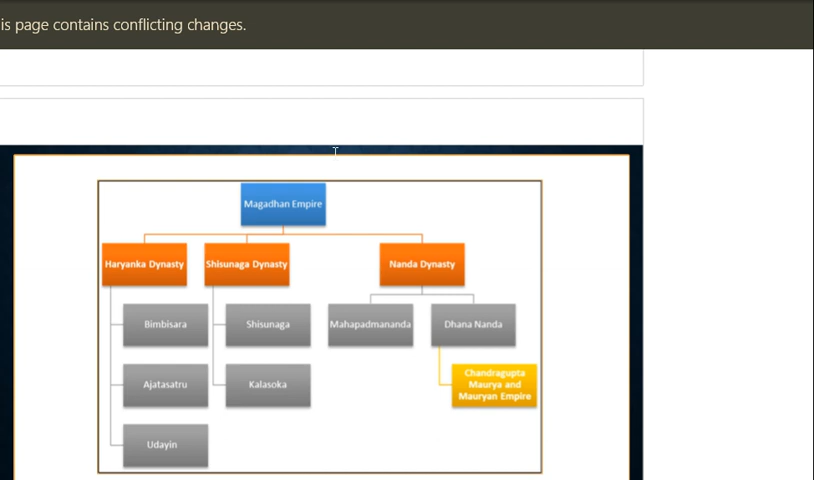 is page contains conflicting changes.
Magadhan Empire
Haryanka Dynasty
Shisunaga Dynasty
Nanda Dynasty
Bimbisara
Shisunaga
Mahapadmananda
Dhana Nanda
Ajatasatru
Kalasoka
Chandragupta
Maurya and
Mauryan Empire
Udayin